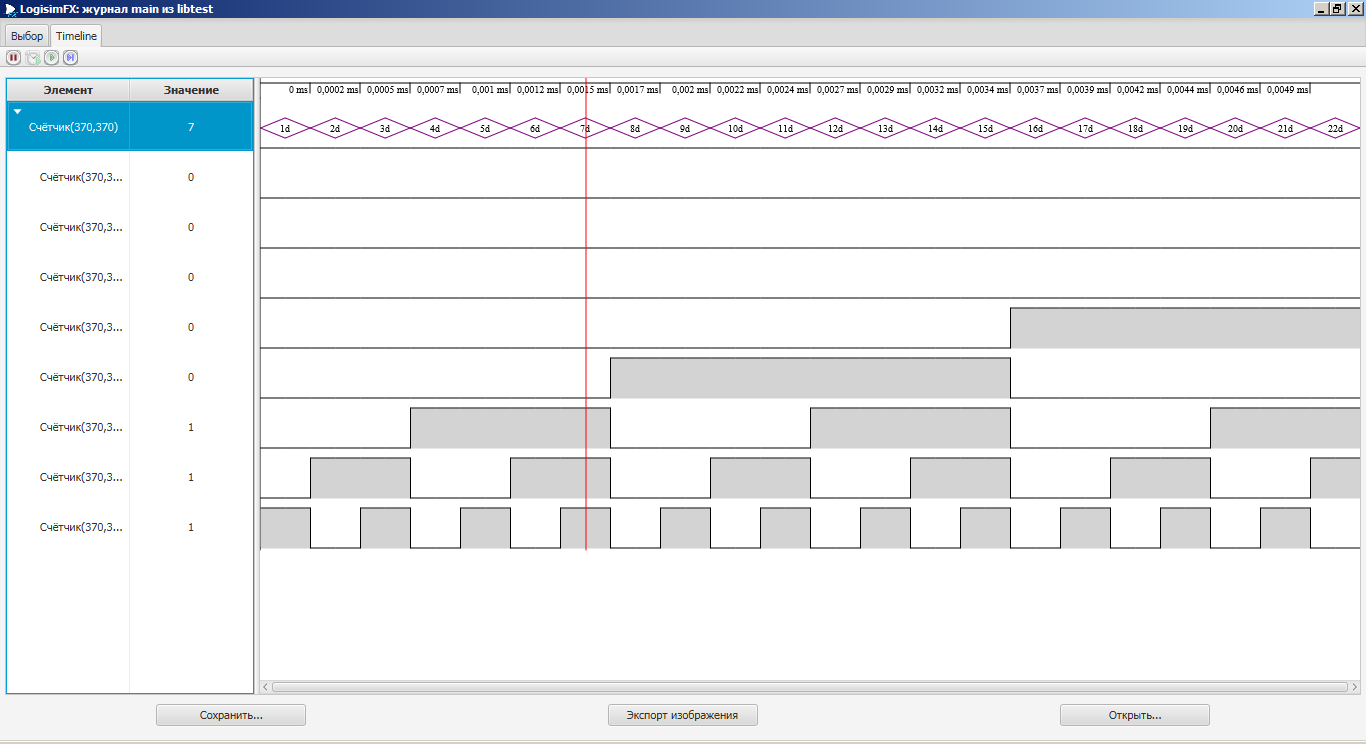 LogisimFX: журнал main из libtest
Выбор Timeline
Элемент Значение
0 ms 0,0002 ms 0,0005 ms 0,0007 ms 0,001 ms 0,0012 ms 0,0015 ms 0,0017 ms 0,002 ms 0,0022 ms 0,0024 ms 0,0027 ms 0,0029 ms 0,0032 ms 0,0034 ms 0,0037 ms 0,0039 ms 0,0042 ms 0,0044 ms 0,0046 ms 0,0049 ms
Счётчик(370,370) 7 1d 2d 3d 4d 5d 6d 7d 8d 9d 10d 11d 12d 13d 14d 15d 16d 17d 18d 19d 20d 21d 22d
Счётчик(370,3... 0
Счётчик(370,3... 0
Счётчик(370,3... 0
Счётчик(370,3... 0
Счётчик(370,3... 0
Счётчик(370,3... 1
Счётчик(370,3... 1
Счётчик(370,3... 1
Сохранить... Экспорт изображения Открыть...